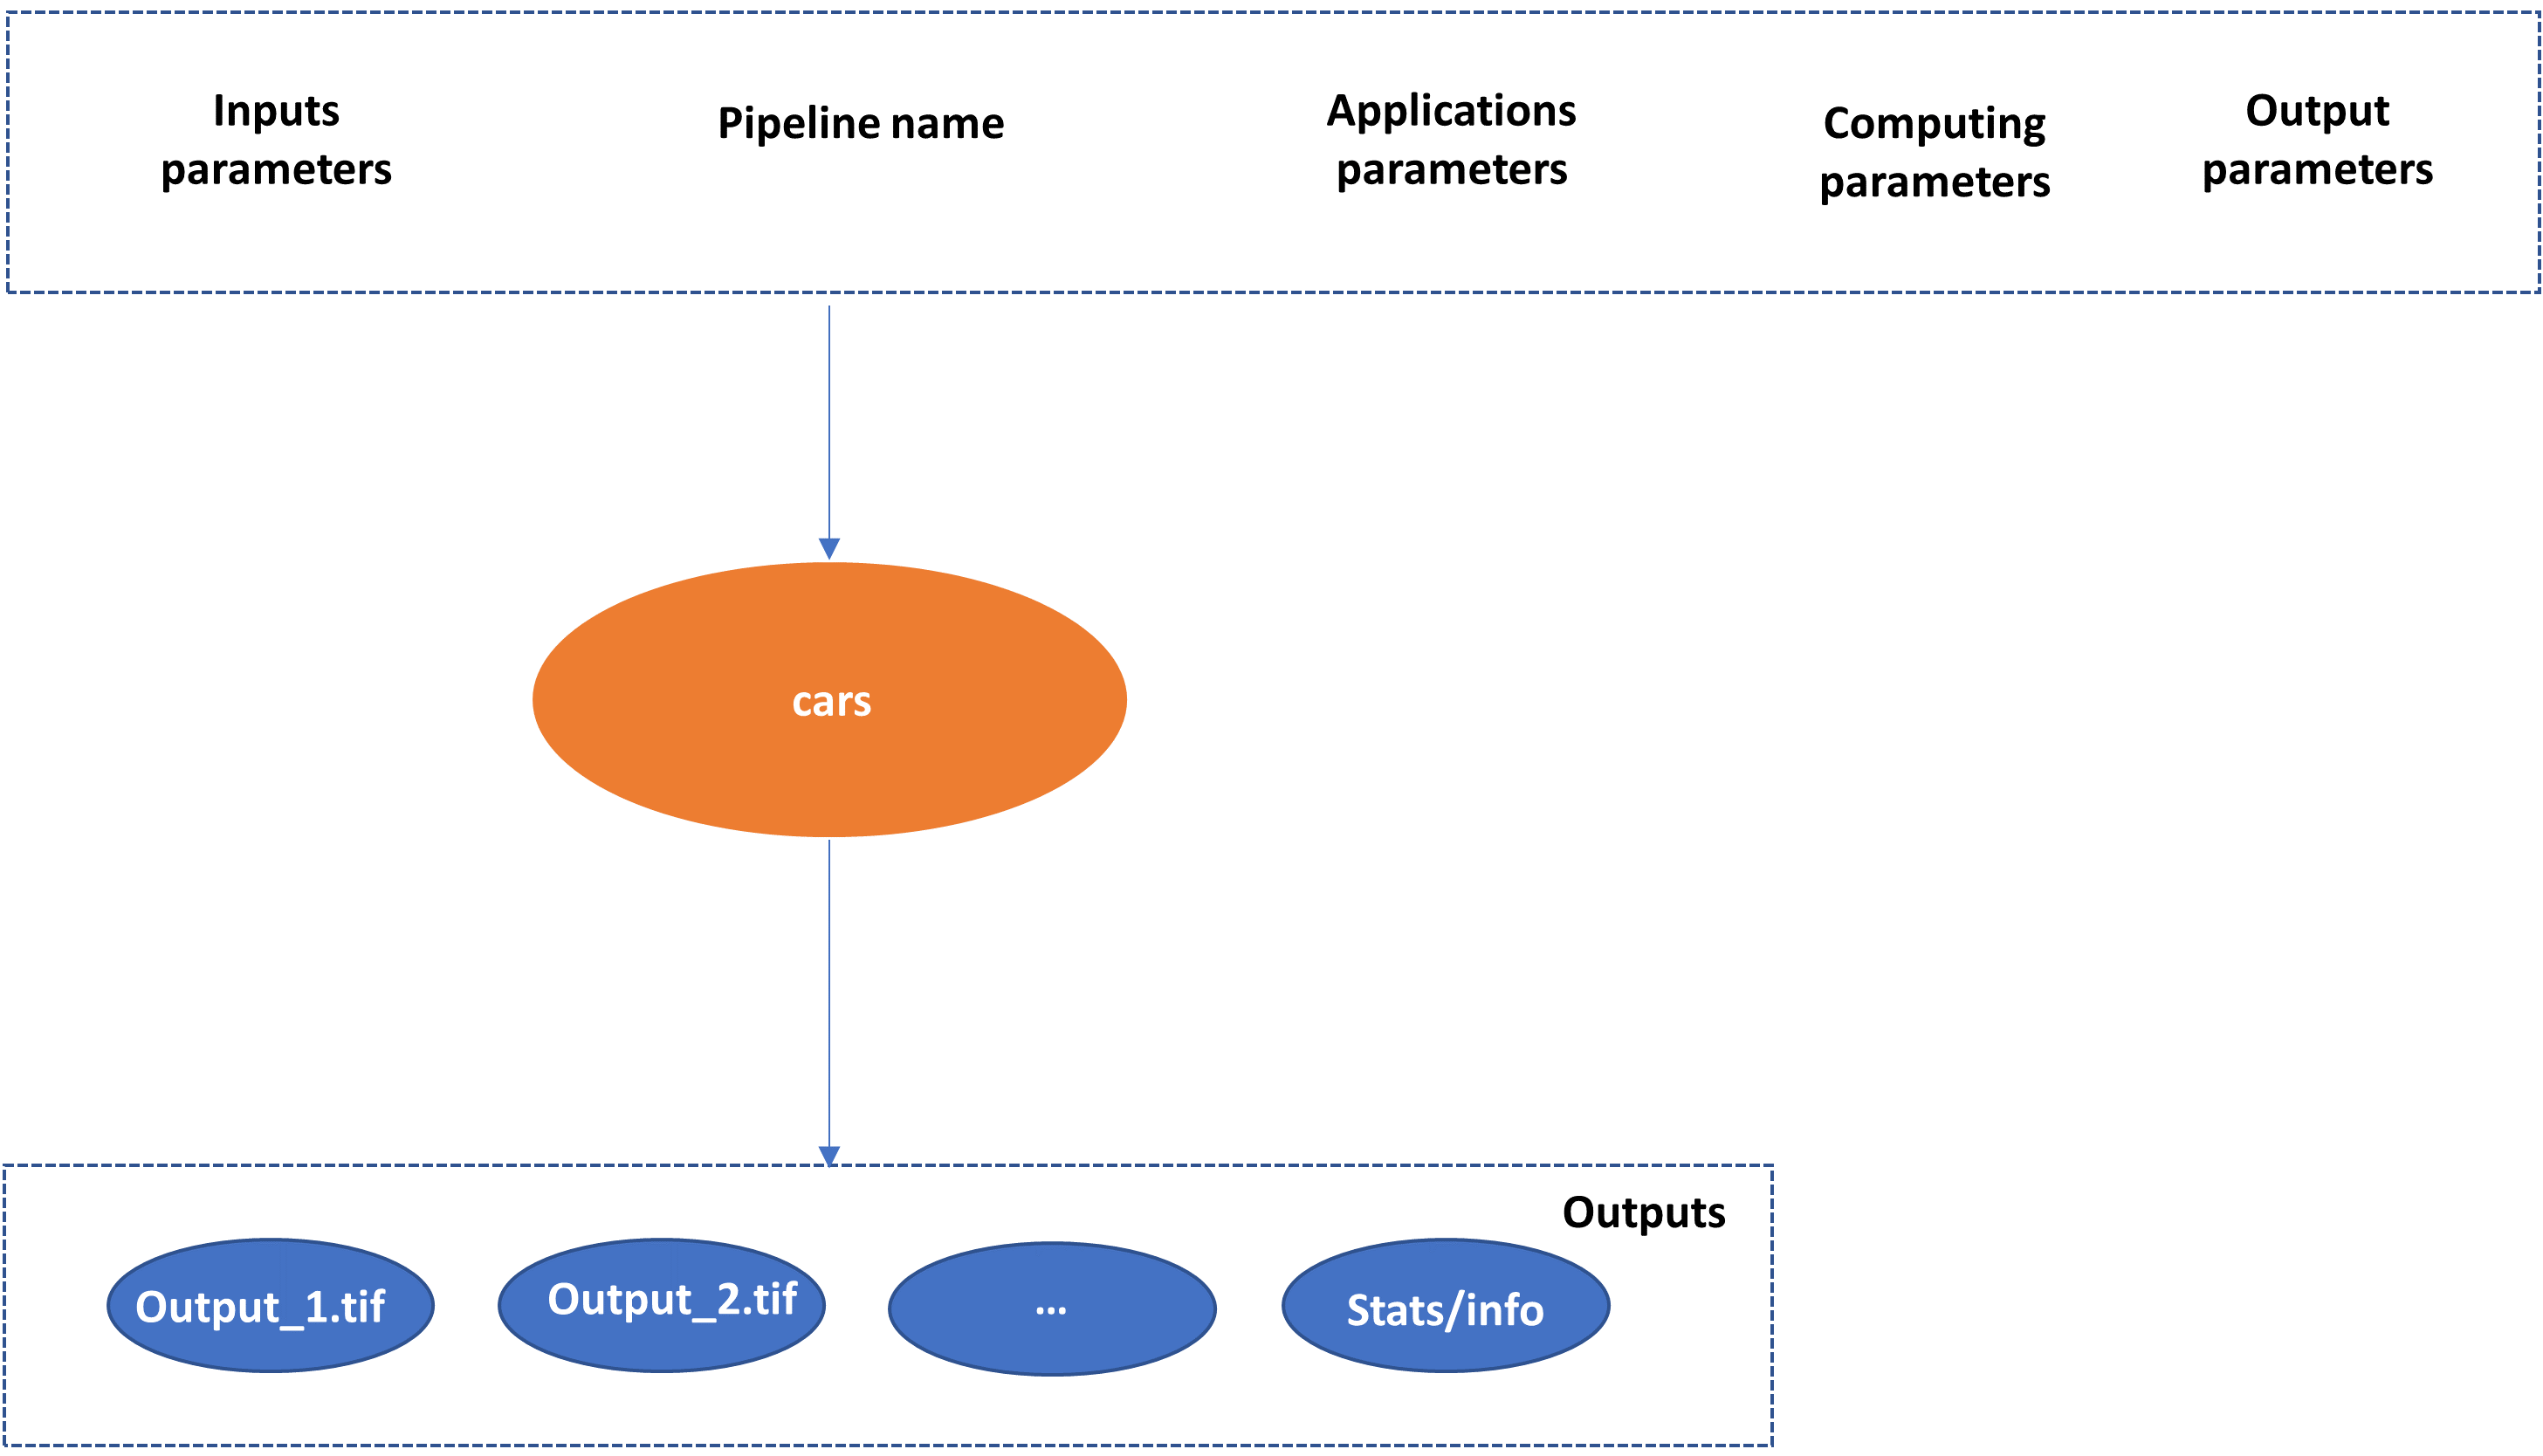 Inputs
parameters
Pipeline name
Applications
parameters
Computing
parameters
Output
parameters
cars
Outputs
Output_1.tif
Output_2.tif
...
Stats/info